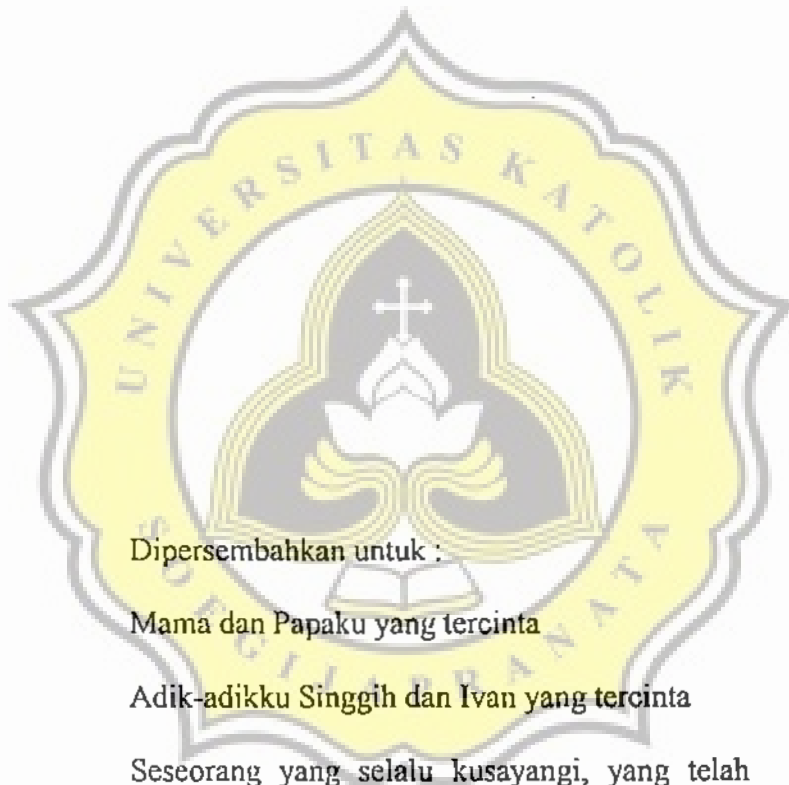 UNIVERSITAS KATOLIK
SOEGIJAPRANATA
Dipersembahkan untuk :
Mama dan Papaku yang tercinta
Adik-adikku Singgih dan Ivan yang tercinta
Seseorang yang selalu kusayangi, yang telah